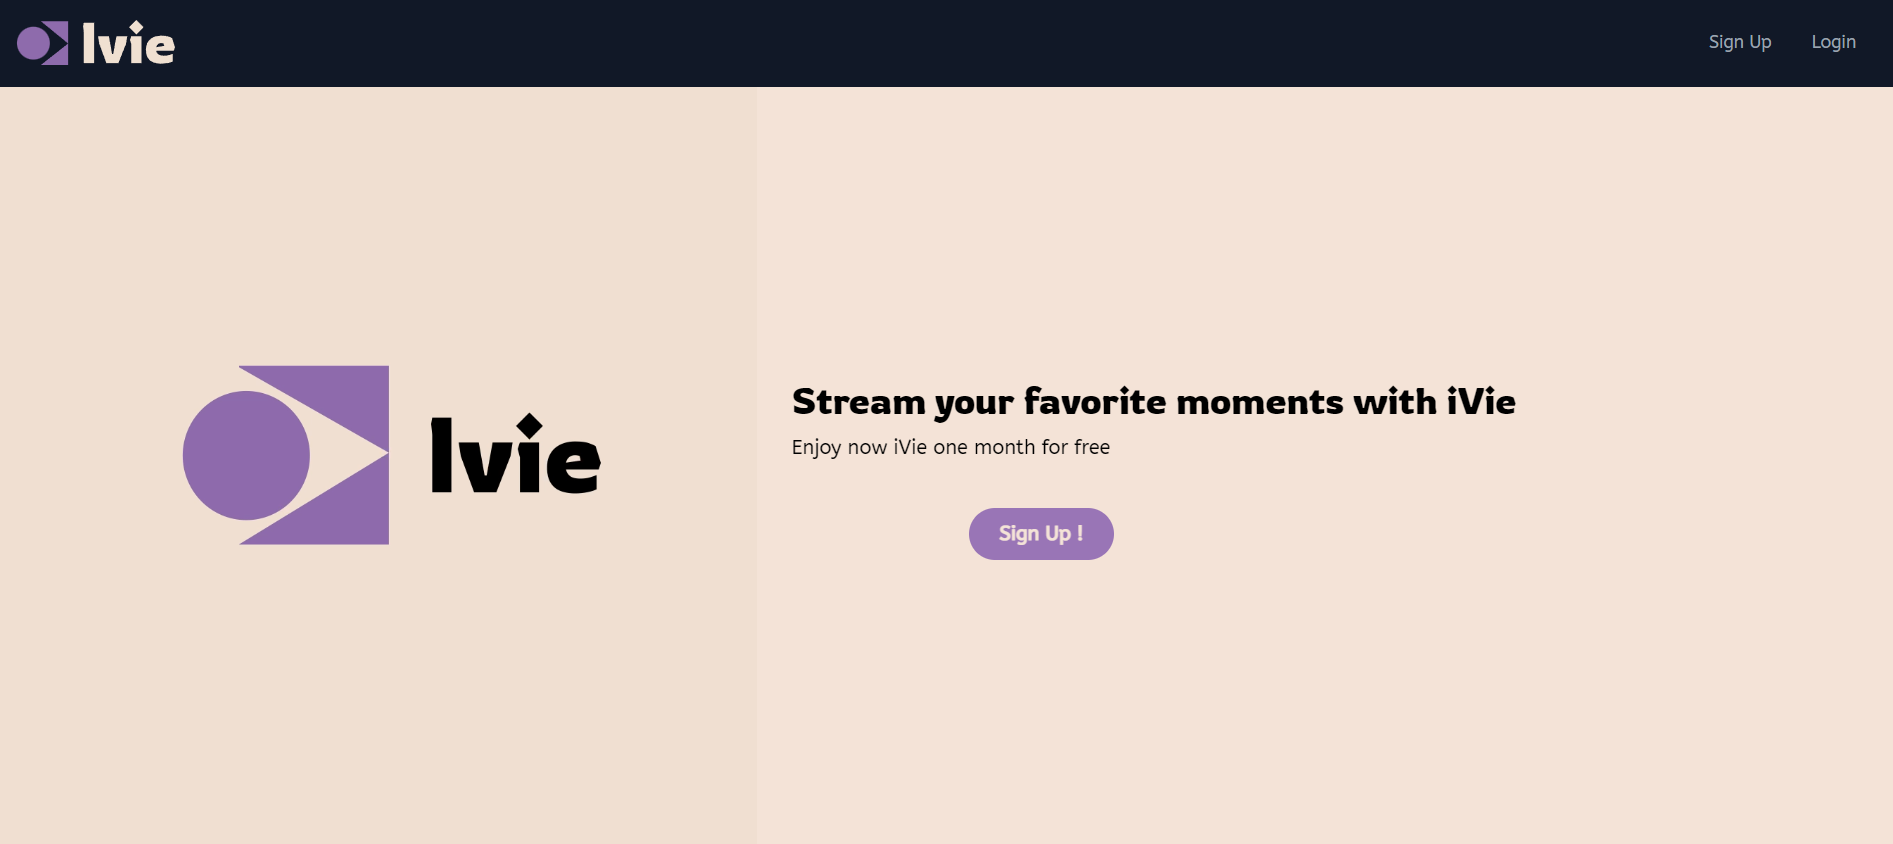 Ivie
Sign Up
Login
Ivie
Stream your favorite moments with iVie
Enjoy now iVie one month for free
Sign Up !